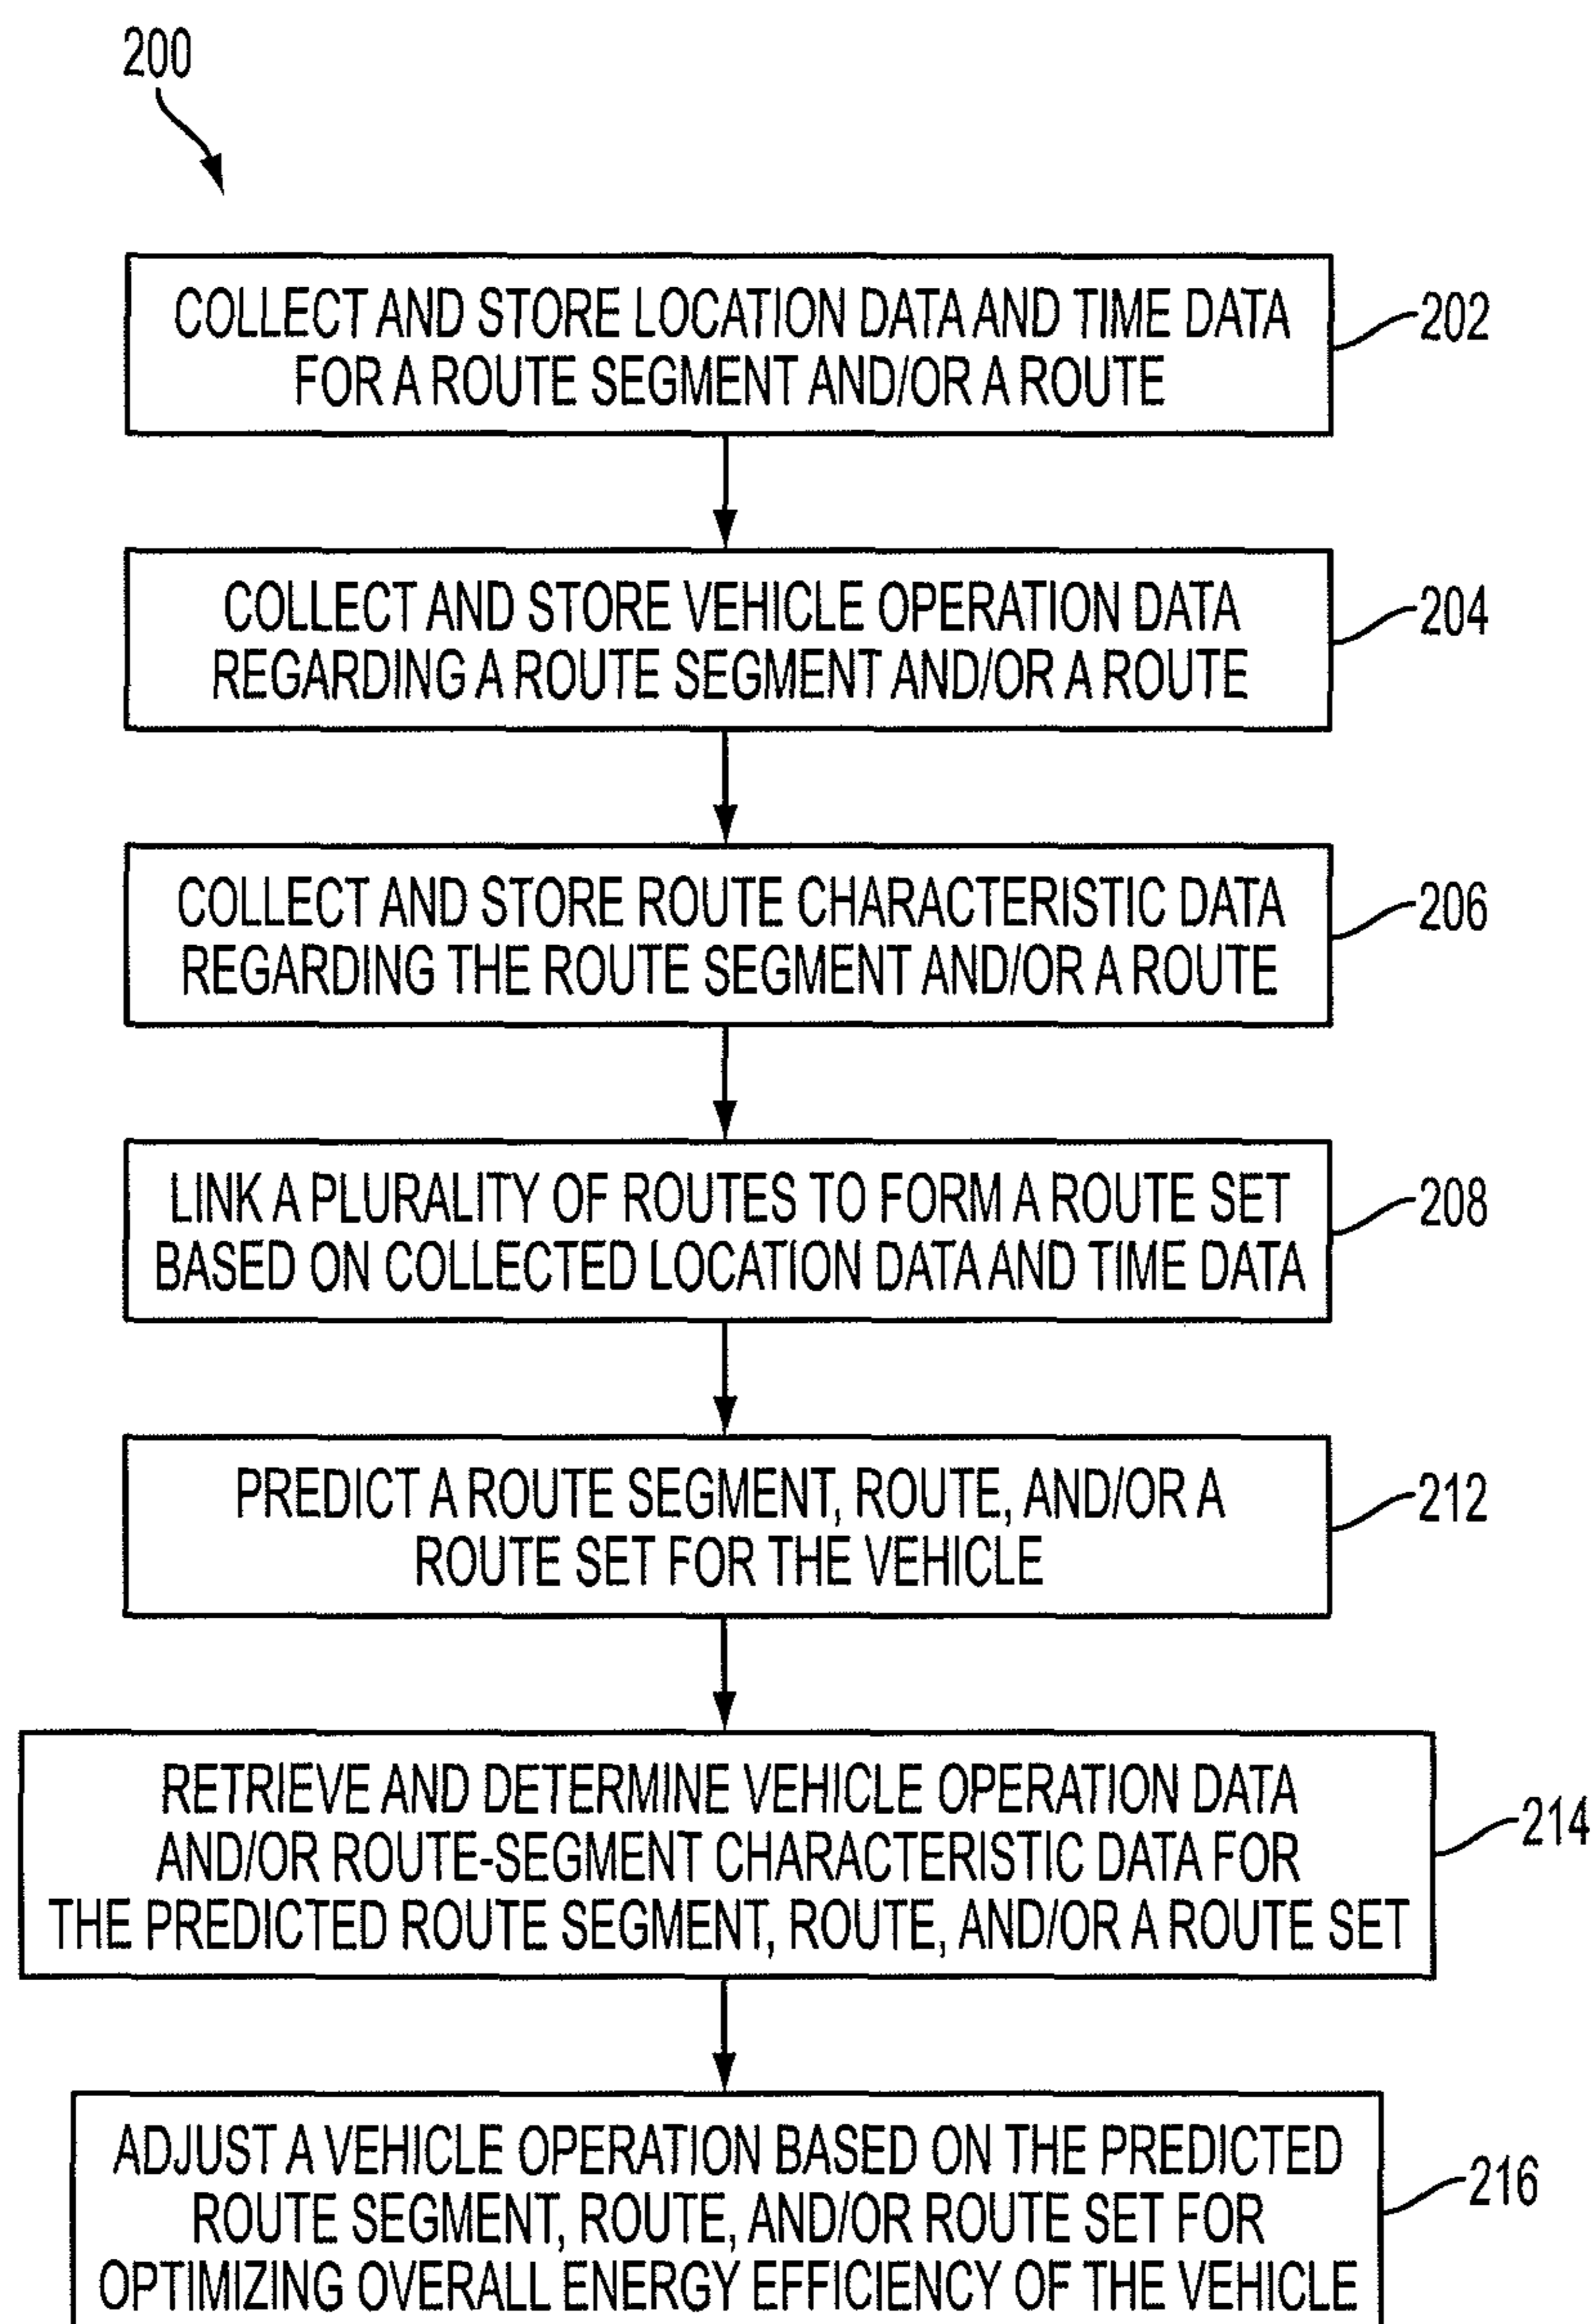 200
COLLECT AND STORE LOCATION DATA AND TIME DATA
FOR A ROUTE SEGMENT AND/OR A ROUTE
202
COLLECT AND STORE VEHICLE OPERATION DATA
REGARDING A ROUTE SEGMENT AND/OR A ROUTE
204
COLLECT AND STORE ROUTE CHARACTERISTIC DATA
REGARDING THE ROUTE SEGMENT AND/OR A ROUTE
206
LINK A PLURALITY OF ROUTES TO FORM A ROUTE SET
BASED ON COLLECTED LOCATION DATA AND TIME DATA
208
PREDICT A ROUTE SEGMENT, ROUTE, AND/OR A
ROUTE SET FOR THE VEHICLE
212
RETRIEVE AND DETERMINE VEHICLE OPERATION DATA
AND/OR ROUTE-SEGMENT CHARACTERISTIC DATA FOR
THE PREDICTED ROUTE SEGMENT, ROUTE, AND/OR A ROUTE SET
214
ADJUST A VEHICLE OPERATION BASED ON THE PREDICTED
ROUTE SEGMENT, ROUTE, AND/OR ROUTE SET FOR
OPTIMIZING OVERALL ENERGY EFFICIENCY OF THE VEHICLE
216